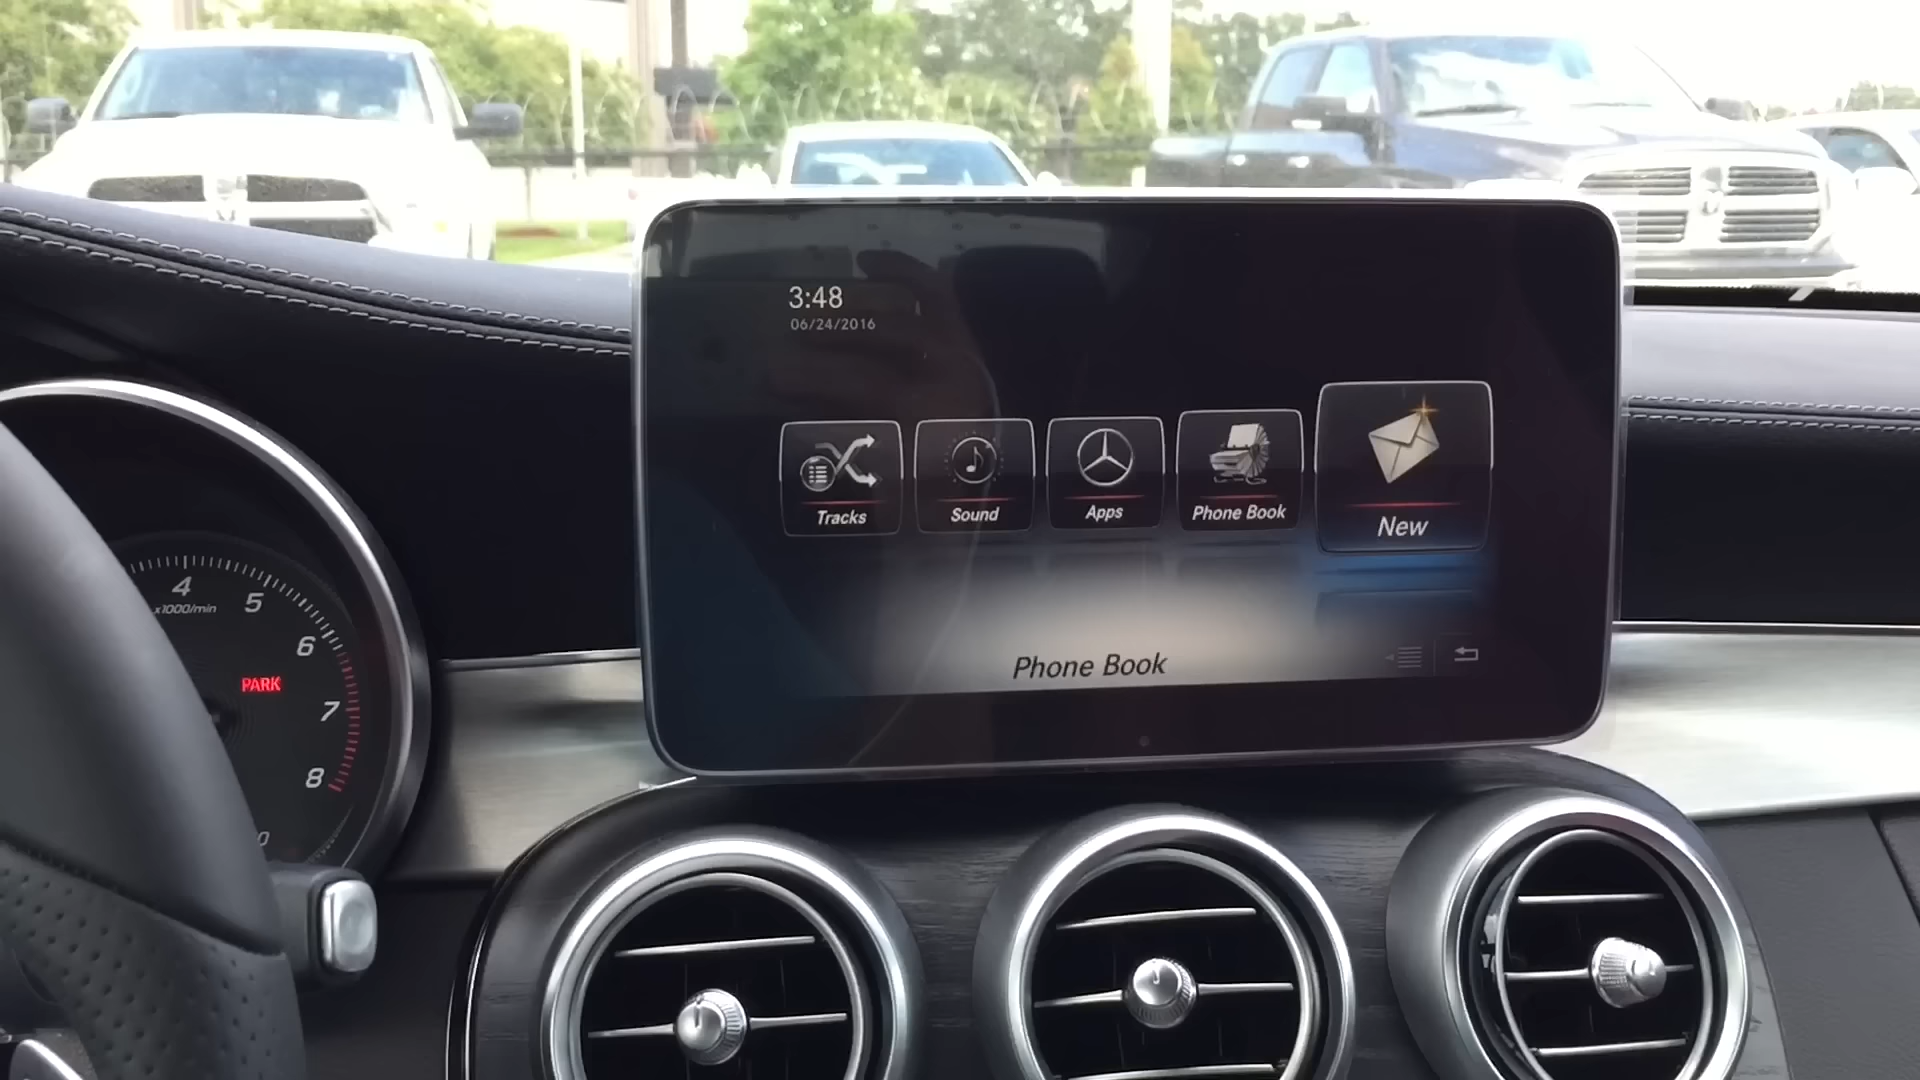 3:48
06/24/2016
Tracks
Sound
Apps
Phone Book
New
Phone Book
4
x1000/min
5
6
PARK
7
8